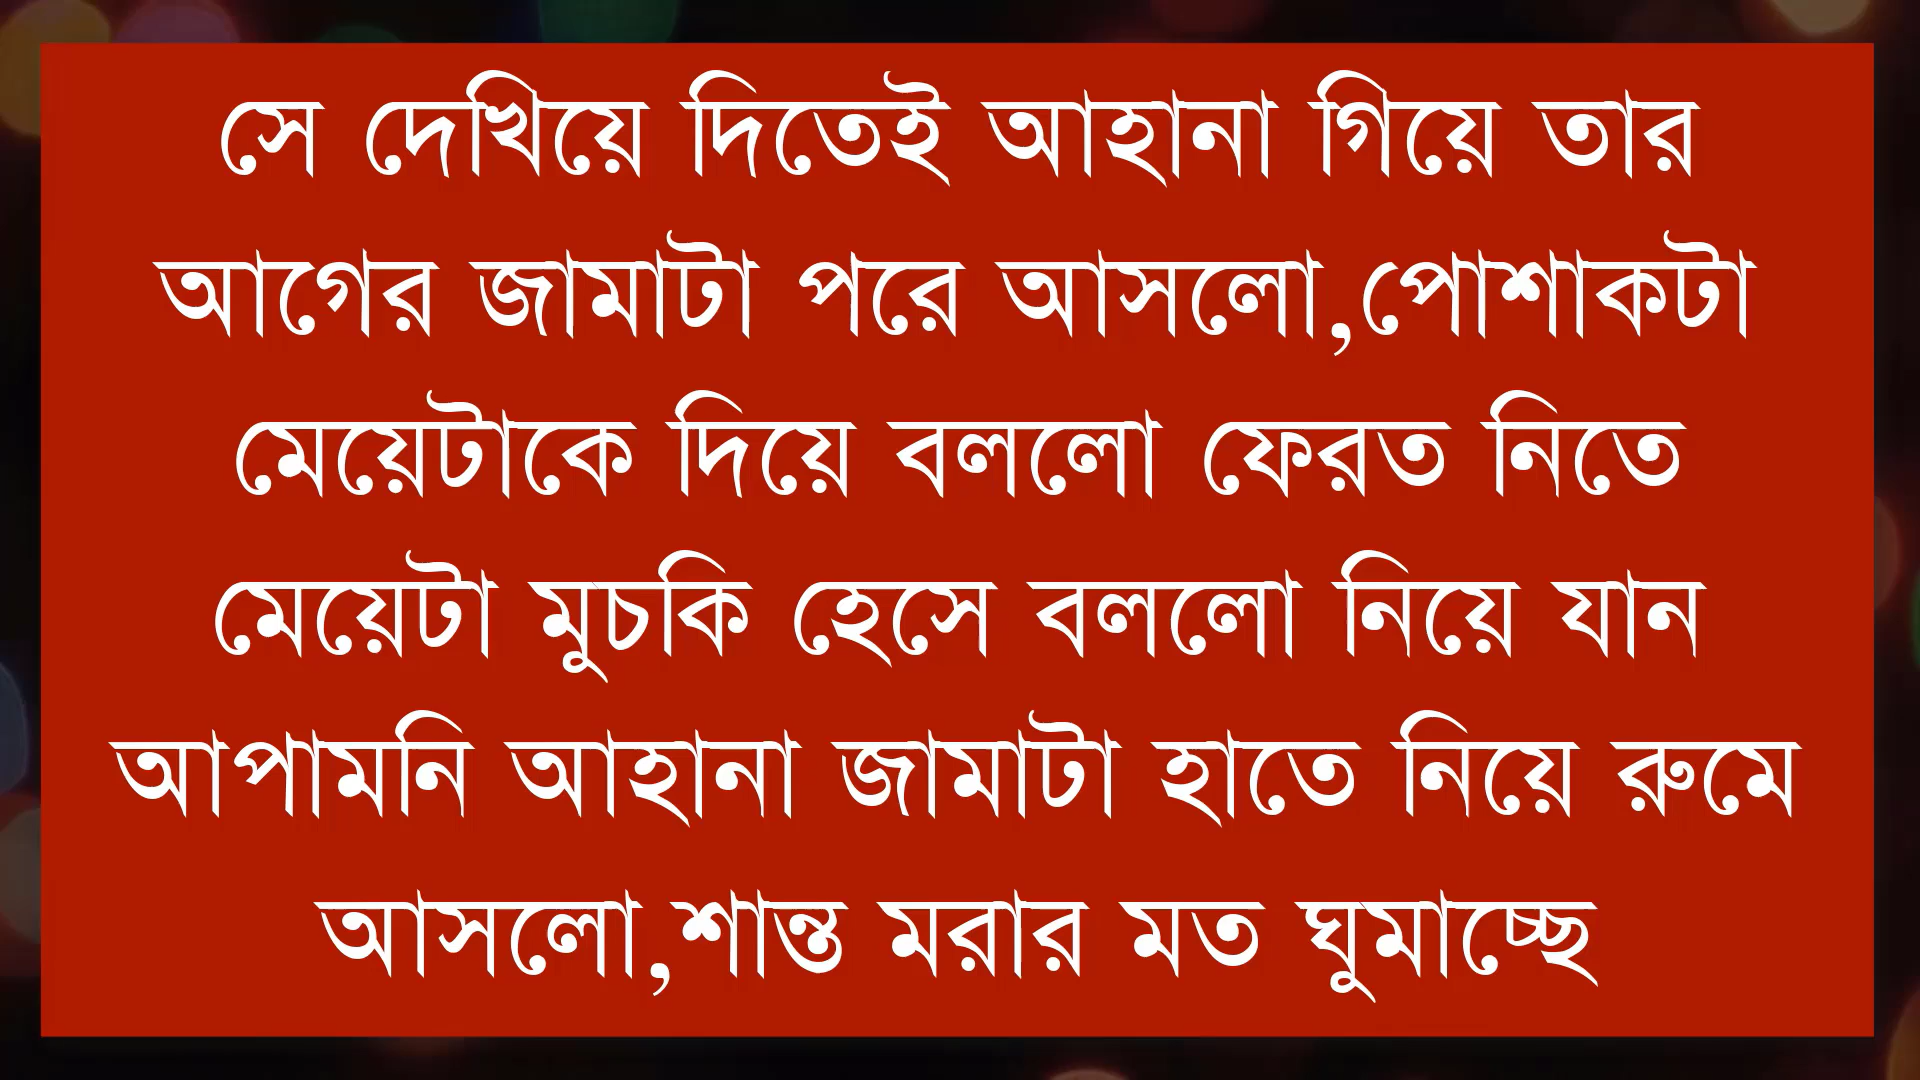 সে দেখিয়ে দিতেই আহানা গিয়ে তার
আগের জামাটা পরে আসলো,পোশাকটা
মেয়েটাকে দিয়ে বললো ফেরত নিতে
মেয়েটা মুচকি হেসে বললো নিয়ে যান
আপামনি আহানা জামাটা হাতে নিয়ে রুমে
আসলো,শান্ত মরার মত ঘুমাচ্ছে